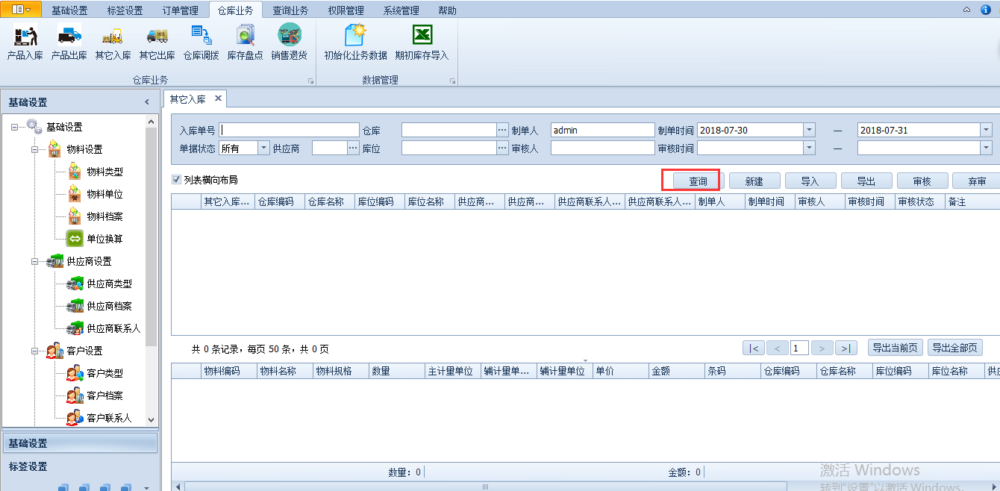 基础设置 标签设置 订单管理 仓库业务 查询业务 权限管理 系统管理 帮助
产品入库 产品出库 其它入库 其它出库 仓库调拨 库存盘点 销售退货 初始化业务数据 期初库存导入
仓库业务 数据管理
基础设置
其它入库
基础设置
物料设置
物料类型
物料单位
物料档案
单位换算
供应商设置
供应商类型
供应商档案
供应商联系人
客户设置
客户类型
客户档案
客户联系人
基础设置
标签设置
入库单号 仓库 制单人 admin 制单时间 2018-07-30 — 2018-07-31
单据状态 所有 供应商 库位 审核人 审核时间 —
列表横向布局 查询 新建 导入 导出 审核 弃审
其它入库... 仓库编码 仓库名称 库位编码 库位名称 供应商... 供应商... 供应商联系人... 供应商联系人... 制单人 制单时间 审核人 审核时间 审核状态 备注
共 0 条记录，每页 50 条，共 0 页 |< < 1 > >| 导出当前页 导出全部页
物料编码 物料名称 物料规格 数量 主计量单位 辅计量单... 辅计量单位 单价 金额 条码 仓库编码 仓库名称 库位编码 库位名称 供应
数量：0 金额：0
激活 Windows
转到"设置"以激活 Windows。